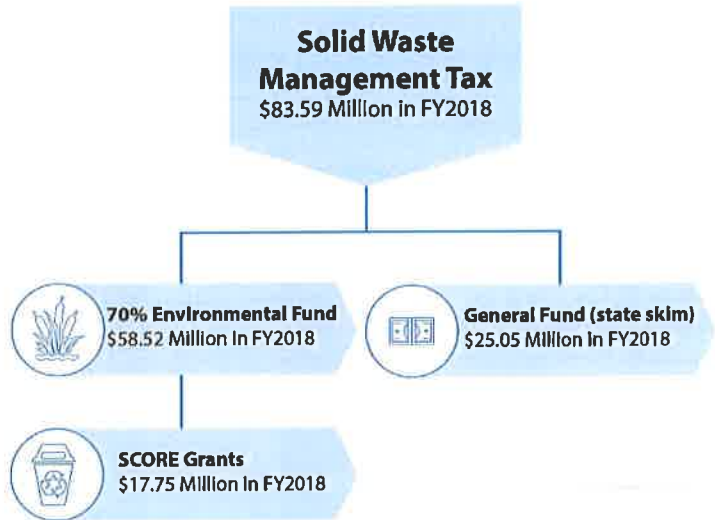 Solid Waste
Management Tax
$83.59 Million in FY2018
70% Environmental Fund
$58.52 Million in FY2018
General Fund (state skim)
$25.05 Million in FY2018
SCORE Grants
$17.75 Million in FY2018